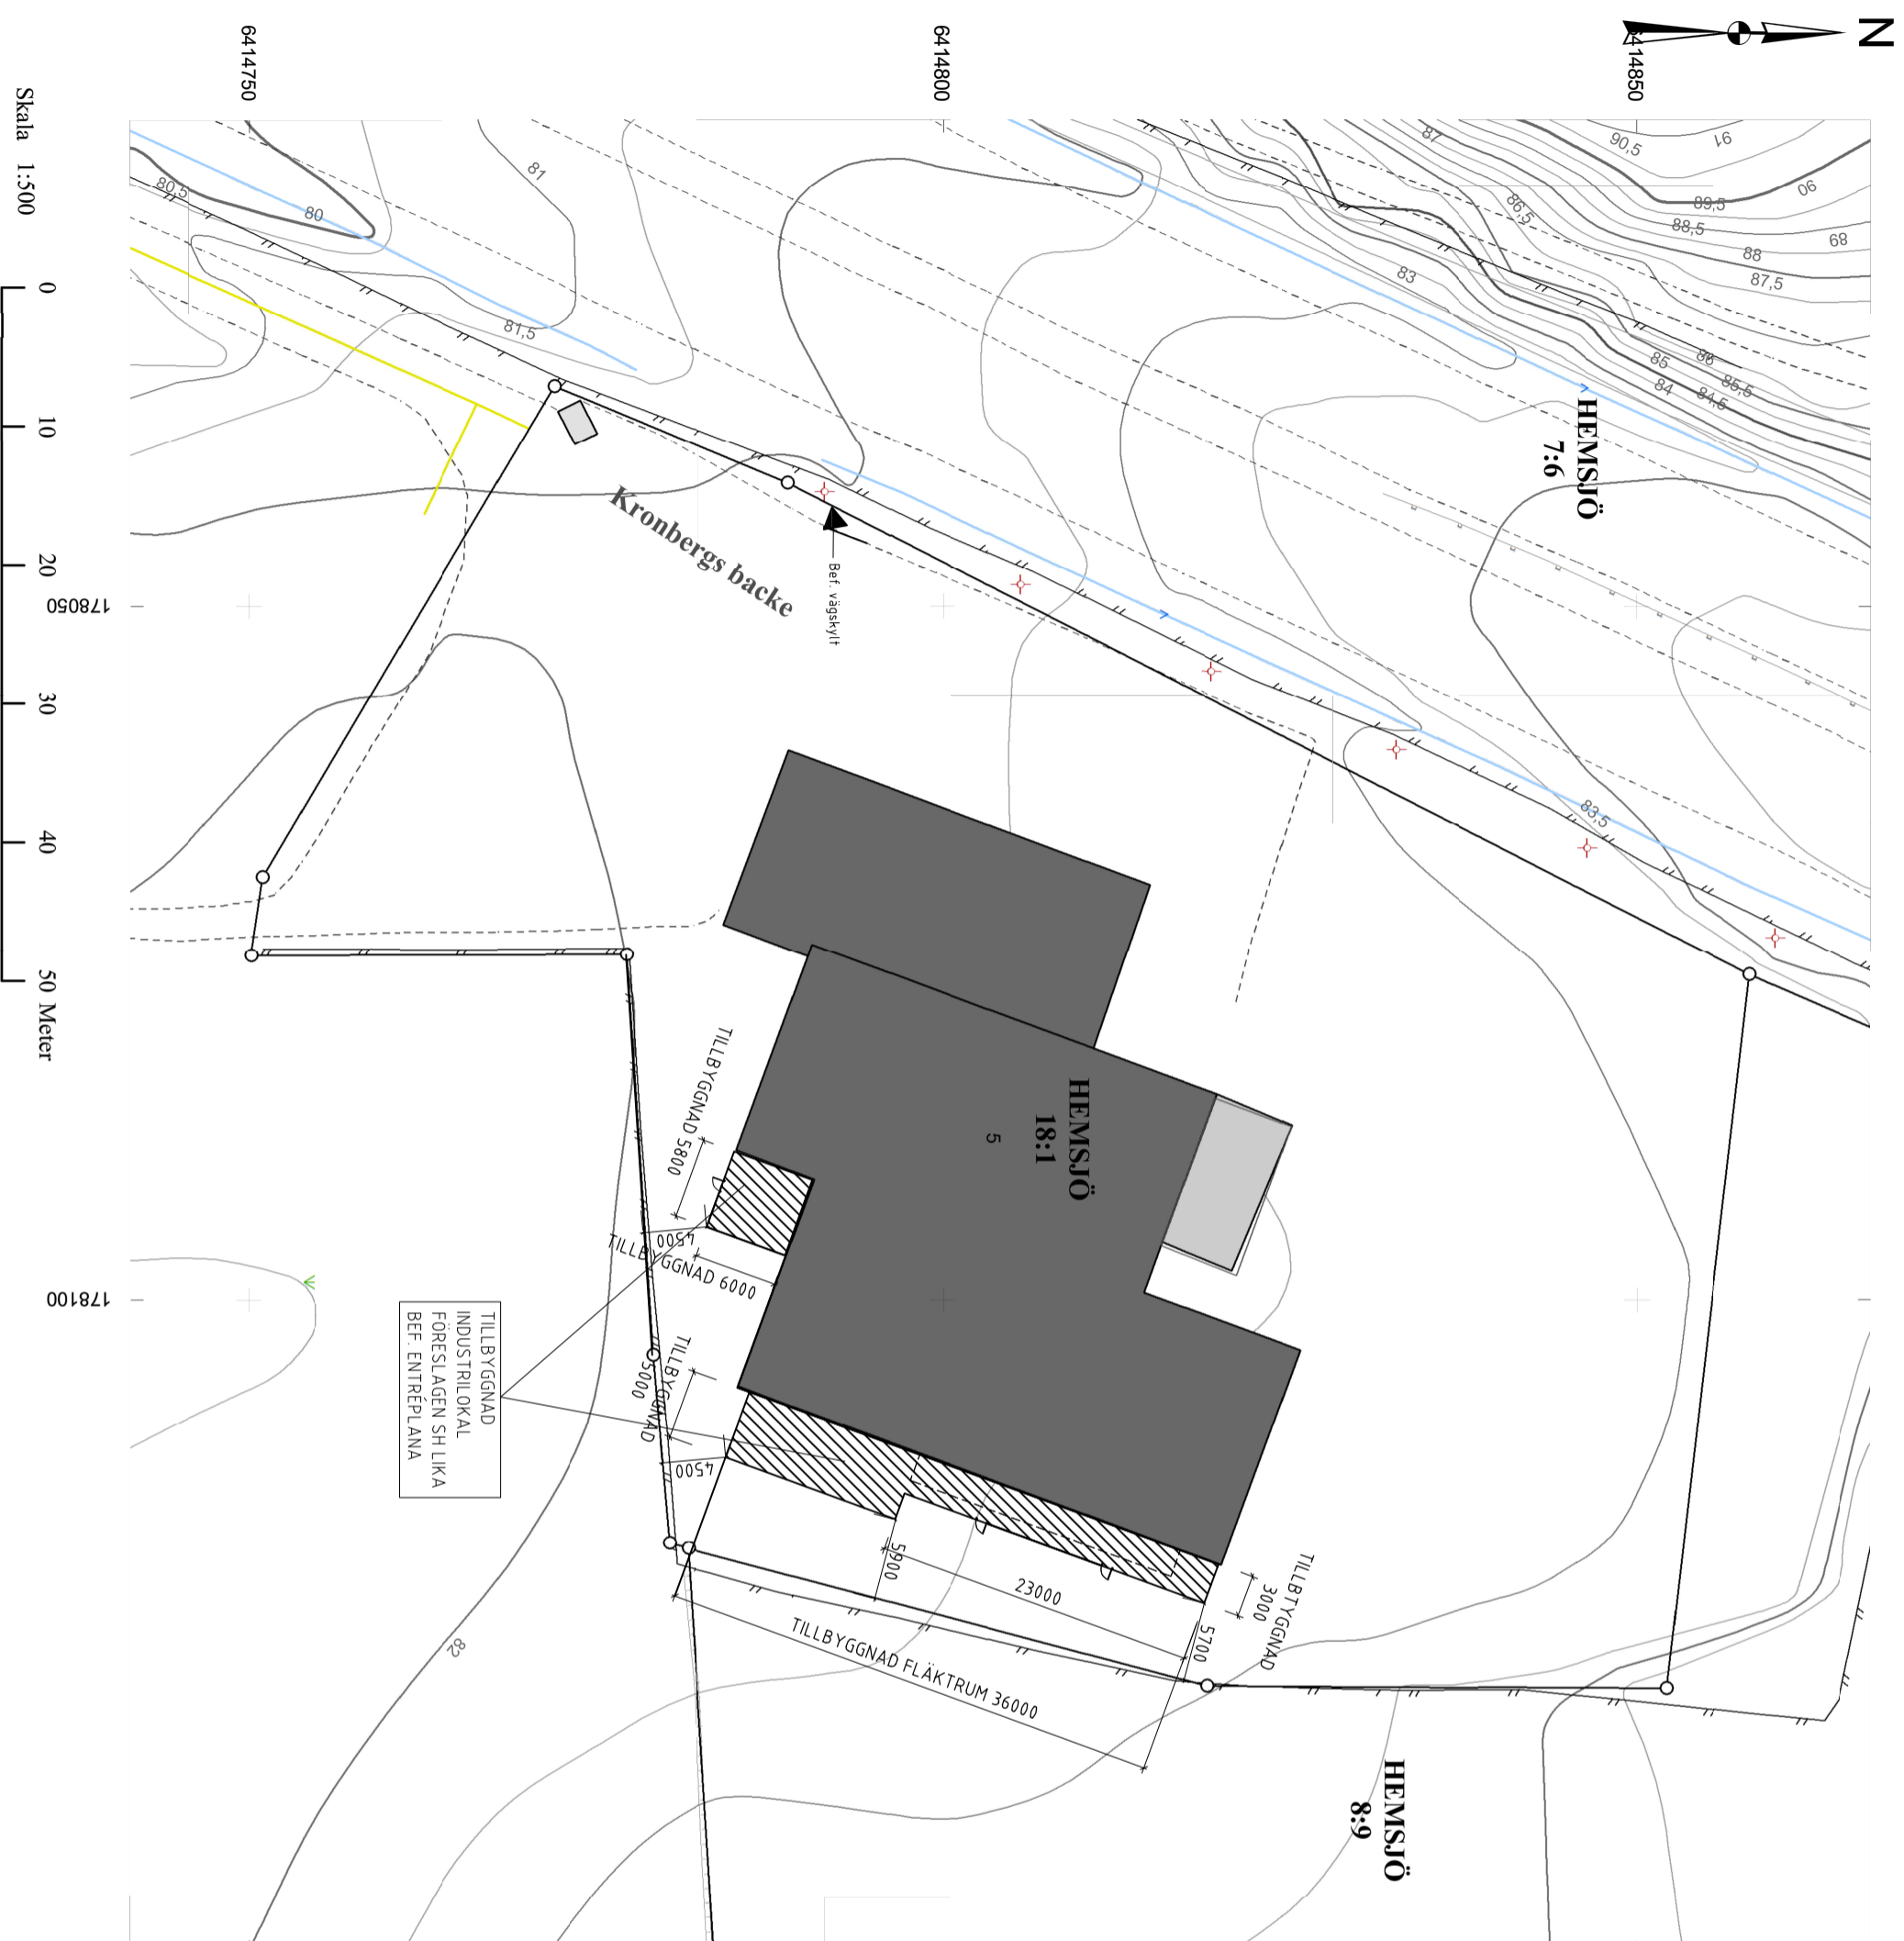 N
6414750
6414800
6414850
Skala 1:500
0
10
20
30
40
50 Meter
178050
178100
80,5
80
81
81,5
87
90,5
91
90
89,5
88,5
89
88
87,5
86,5
83
86
85
85,5
84
84,5
83,5
82
HEMSJÖ
7:6
Kronbergs backe
Bef. vägskylt
HEMSJÖ
18:1
5
TILLBYGGNAD 5800
4500
TILLBYGGNAD 6000
TILLBYGGNAD
5000
4500
TILLBYGGNAD
INDUSTRILOKAL
FÖRESLAGEN SH LIKA
BEF. ENTRÉPLANA
5900
23000
5700
TILLBTYGGNAD
3000
TILLBYGGNAD FLÄKTRUM 36000
HEMSJÖ
8:9